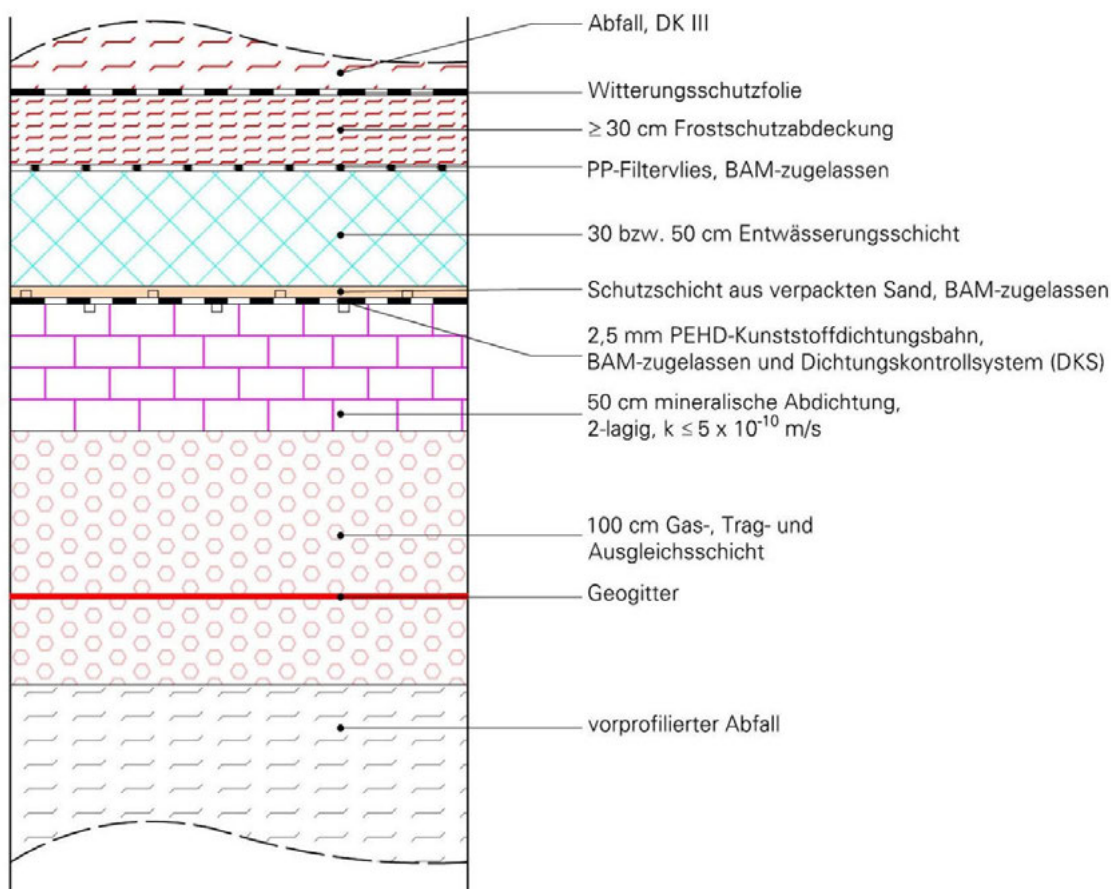 Abfall, DK III
Witterungsschutzfolie
≥ 30 cm Frostschutzabdeckung
PP-Filtervlies, BAM-zugelassen
30 bzw. 50 cm Entwässerungsschicht
Schutzschicht aus verpackten Sand, BAM-zugelassen
2,5 mm PEHD-Kunststoffdichtungsbahn,
BAM-zugelassen und Dichtungskontrollsystem (DKS)
50 cm mineralische Abdichtung,
2-lagig, k ≤ 5 x 10⁻¹⁰ m/s
100 cm Gas-, Trag- und
Ausgleichsschicht
Geogitter
vorprofilierter Abfall